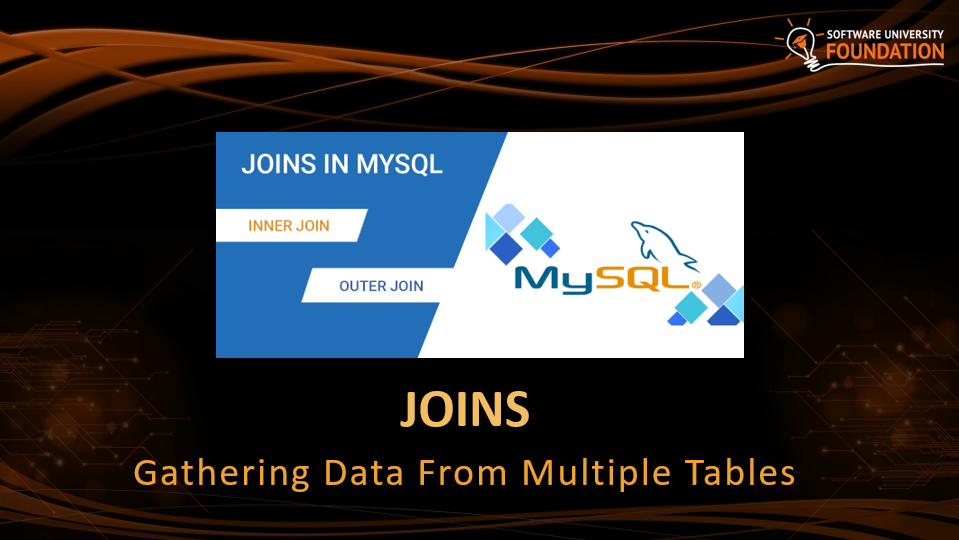 SOFTWARE UNIVERSITY
FOUNDATION
JOINS IN MYSQL
INNER JOIN
OUTER JOIN
MySQL®
JOINS
Gathering Data From Multiple Tables